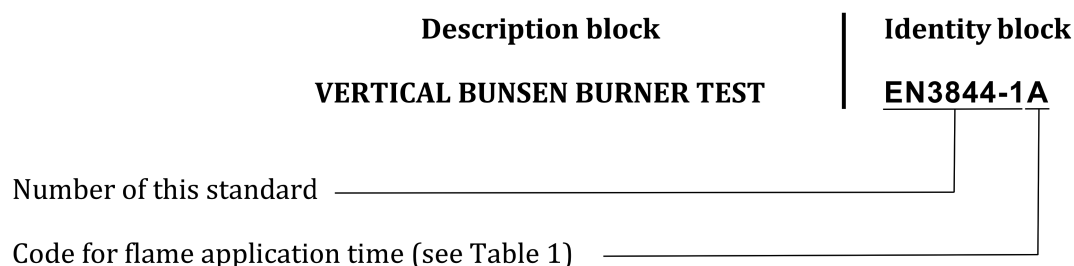 Description block Identity block
VERTICAL BUNSEN BURNER TEST EN3844-1A
Number of this standard
Code for flame application time (see Table 1)